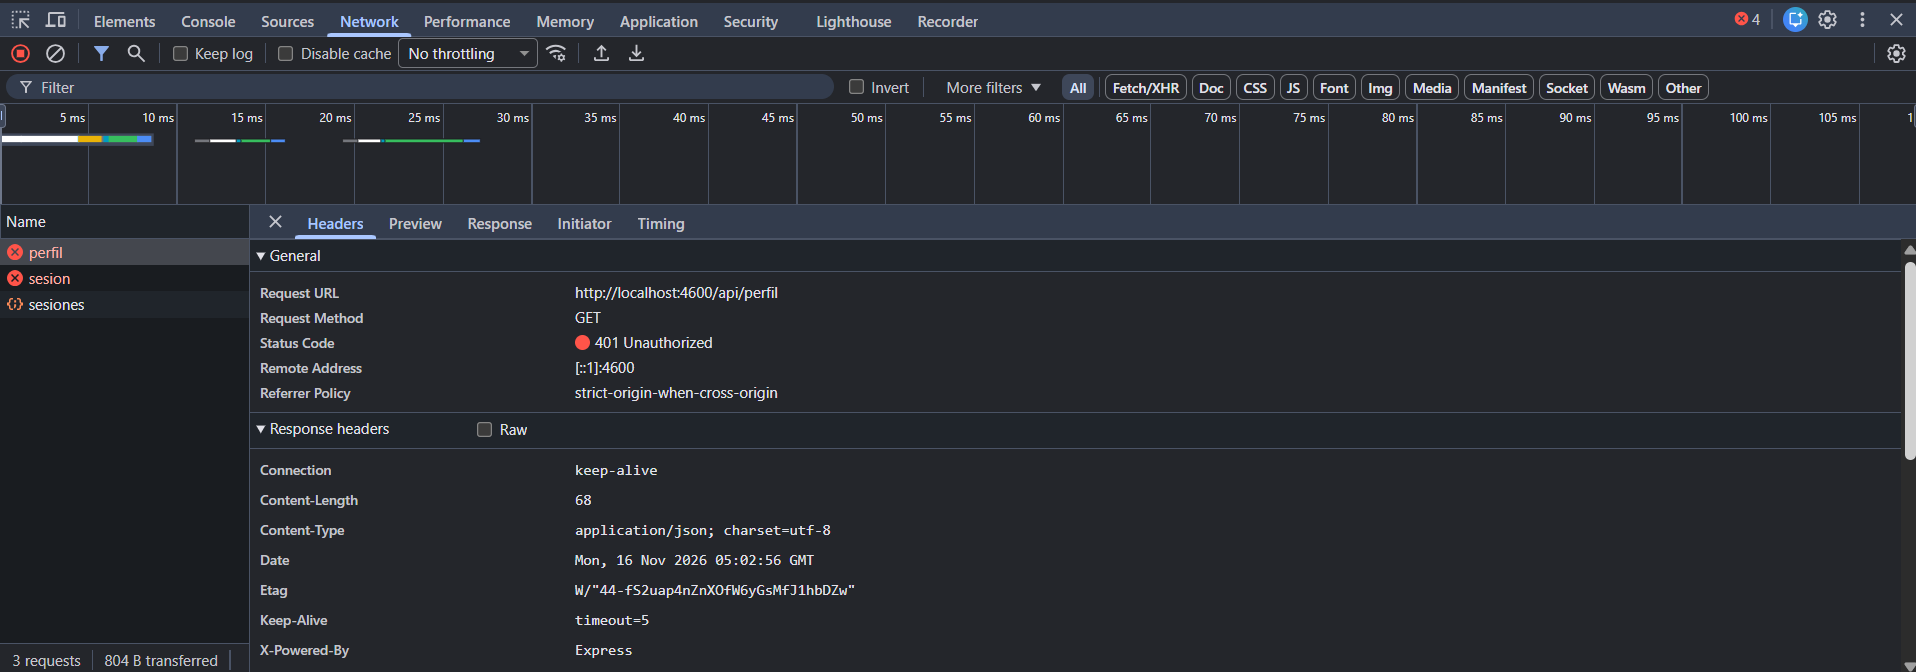 Elements Console Sources Network Performance Memory Application Security Lighthouse Recorder 4
Keep log Disable cache No throttling
Filter Invert More filters All Fetch/XHR Doc CSS JS Font Img Media Manifest Socket Wasm Other
5 ms 10 ms 15 ms 20 ms 25 ms 30 ms 35 ms 40 ms 45 ms 50 ms 55 ms 60 ms 65 ms 70 ms 75 ms 80 ms 85 ms 90 ms 95 ms 100 ms 105 ms 1
Name
perfil
sesion
{;} sesiones
Headers Preview Response Initiator Timing
General
Request URL http://localhost:4600/api/perfil
Request Method GET
Status Code 401 Unauthorized
Remote Address [::1]:4600
Referrer Policy strict-origin-when-cross-origin
Response headers Raw
Connection keep-alive
Content-Length 68
Content-Type application/json; charset=utf-8
Date Mon, 16 Nov 2026 05:02:56 GMT
Etag W/"44-fS2uap4nZnXOfW6yGsMfJ1hbDZw"
Keep-Alive timeout=5
X-Powered-By Express
3 requests 804 B transferred